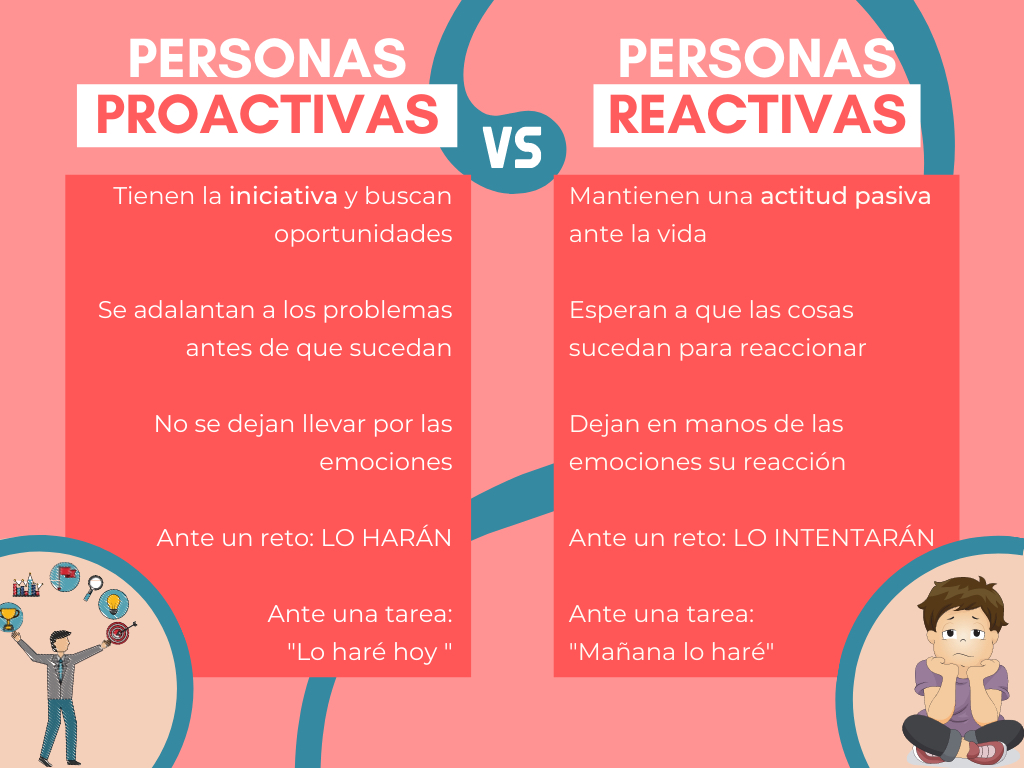 PERSONAS
PROACTIVAS
VS
PERSONAS
REACTIVAS
Tienen la iniciativa y buscan
oportunidades
Se adalantan a los problemas
antes de que sucedan
No se dejan llevar por las
emociones
Ante un reto: LO HARÁN
Ante una tarea:
"Lo haré hoy "
Mantienen una actitud pasiva
ante la vida
Esperan a que las cosas
sucedan para reaccionar
Dejan en manos de las
emociones su reacción
Ante un reto: LO INTENTARÁN
Ante una tarea:
"Mañana lo haré"